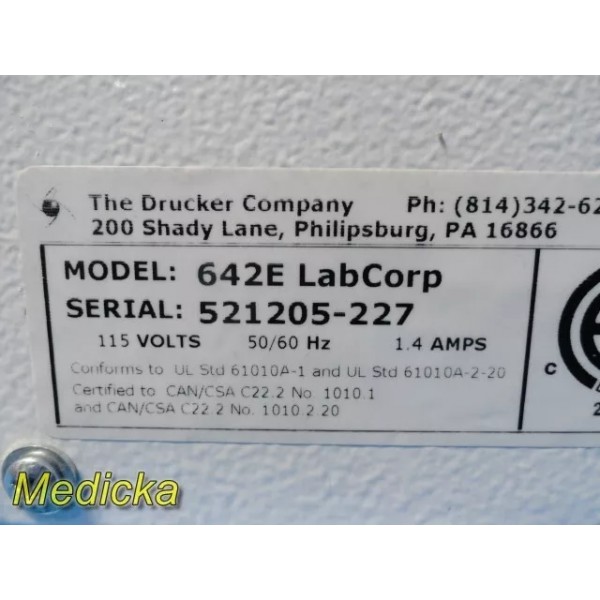 The Drucker Company Ph: (814)342-62
200 Shady Lane, Philipsburg, PA 16866
MODEL: 642E LabCorp
SERIAL: 521205-227
115 VOLTS 50/60 Hz 1.4 AMPS
Conforms to UL Std 61010A-1 and UL Std 61010A-2-20
Certified to CAN/CSA C22.2 No. 1010.1
and CAN/CSA C22.2 No. 1010.2.20
C
2
Medicka